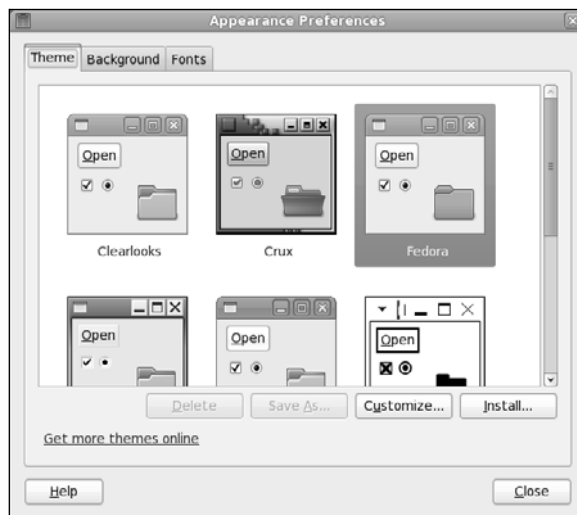 Appearance Preferences
Theme Background Fonts
Open Open Open
Clearlooks Crux Fedora
Open Open Open
Delete Save As... Customize... Install...
Get more themes online
Help Close